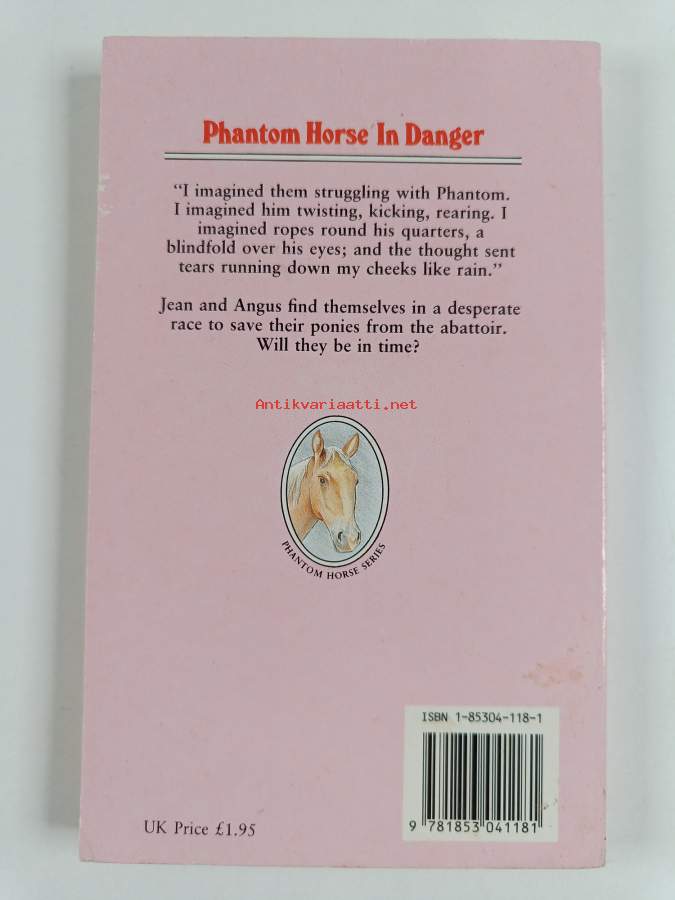 Phantom Horse In Danger
“I imagined them struggling with Phantom.
I imagined him twisting, kicking, rearing. I
imagined ropes round his quarters, a
blindfold over his eyes; and the thought sent
tears running down my cheeks like rain.”
Jean and Angus find themselves in a desperate
race to save their ponies from the abattoir.
Will they be in time?
Antikvariaatti.net
PHANTOM HORSE SERIES
ISBN 1-85304-118-1
9 781853 041181
UK Price £1.95